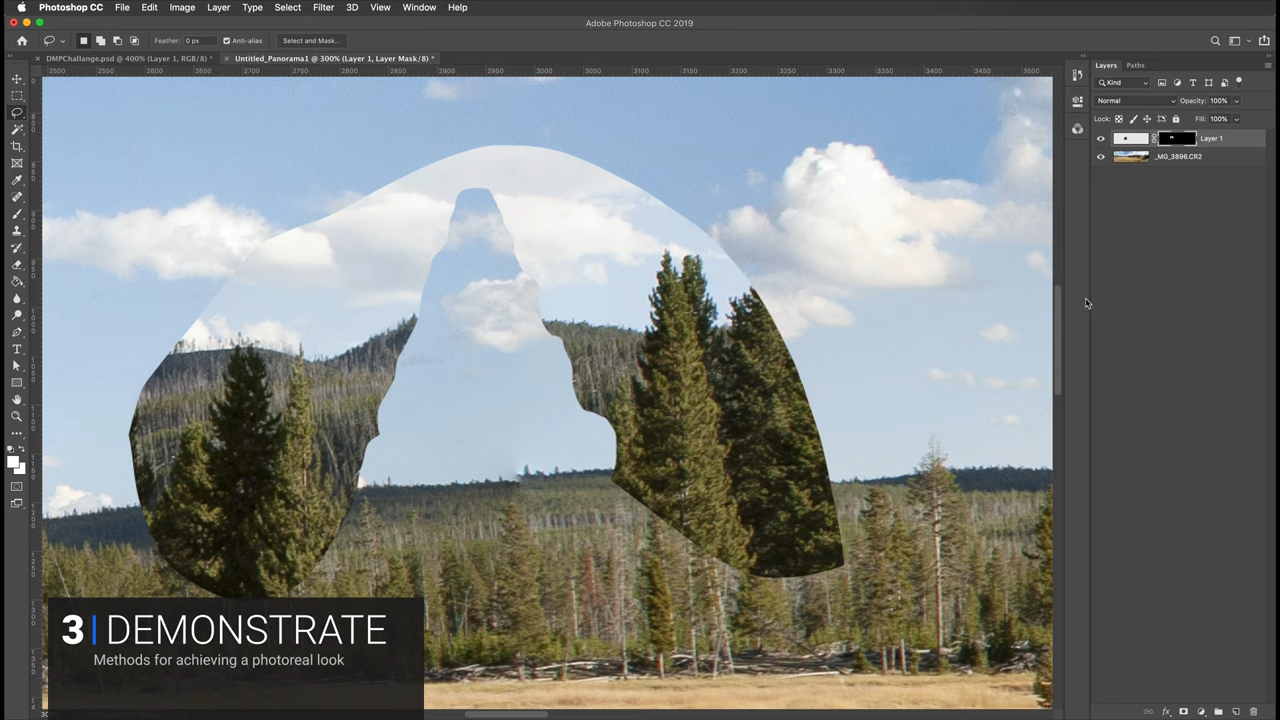 Photoshop CC File Edit Image Layer Type Select Filter 3D View Window Help
Adobe Photoshop CC 2019
Feather: 0 px Anti-alias Select and Mask...
DMPChallange.psd @ 400% (Layer 1, RGB/8) * Untitled_Panorama1 @ 300% (Layer 1, Layer Mask/8) *
2500 2550 2600 2650 2700 2750 2800 2850 2900 2950 3000 3050 3100 3150 3200 3250 3300 3350 3400 3450 3500
Layers Paths
Kind
Normal Opacity: 100%
Lock: Fill: 100%
Layer 1
_MG_3896.CR2
3 DEMONSTRATE
Methods for achieving a photoreal look